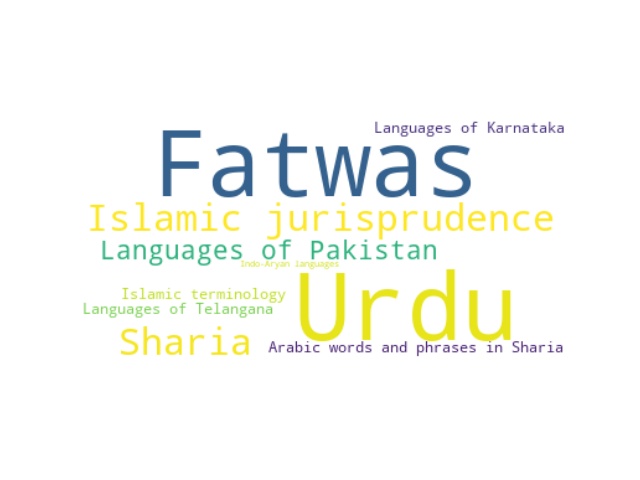 Languages of Karnataka
Fatwas
Islamic jurisprudence
Languages of Pakistan
Indo-Aryan languages
Urdu
Islamic terminology
Languages of Telangana
Sharia
Arabic words and phrases in Sharia